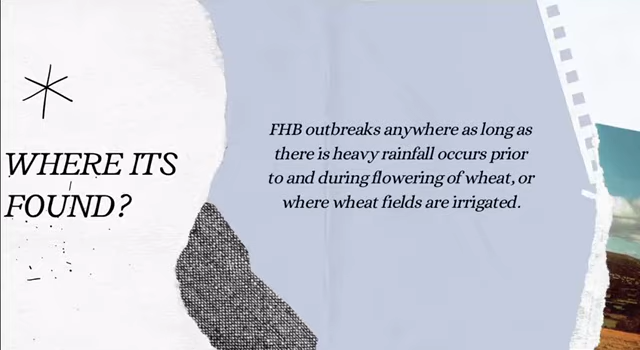 WHERE ITS
FOUND?
FHB outbreaks anywhere as long as
there is heavy rainfall occurs prior
to and during flowering of wheat, or
where wheat fields are irrigated.